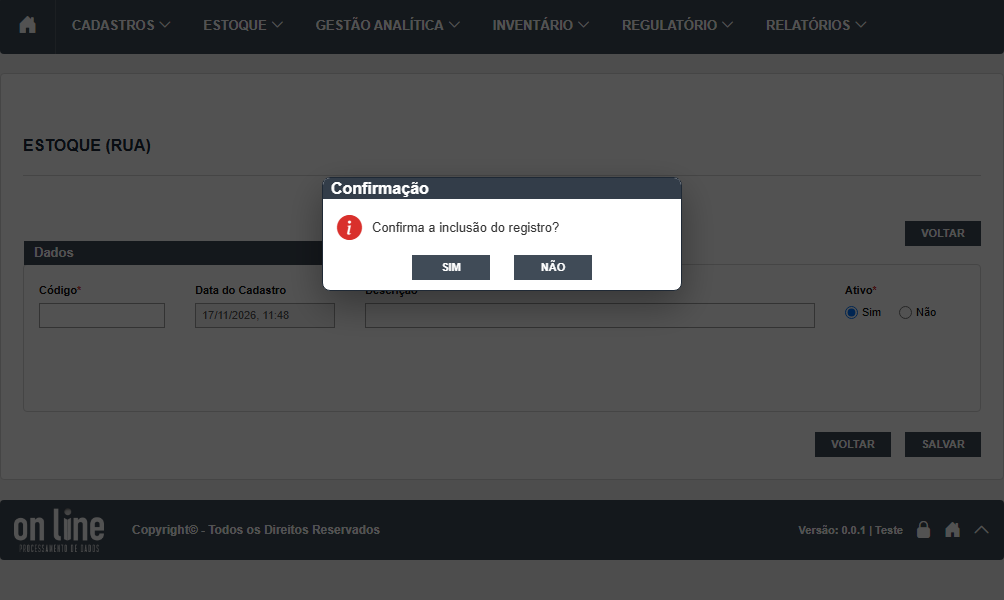 CADASTROS ESTOQUE GESTÃO ANALÍTICA INVENTÁRIO REGULATÓRIO RELATÓRIOS
ESTOQUE (RUA)
Confirmação
Confirma a inclusão do registro?
SIM NÃO
VOLTAR
Dados
Código* Data do Cadastro Descrição Ativo*
17/11/2026, 11:48 Sim Não
VOLTAR SALVAR
on line
PROCESSAMENTO DE DADOS
Copyright© - Todos os Direitos Reservados
Versão: 0.0.1 | Teste